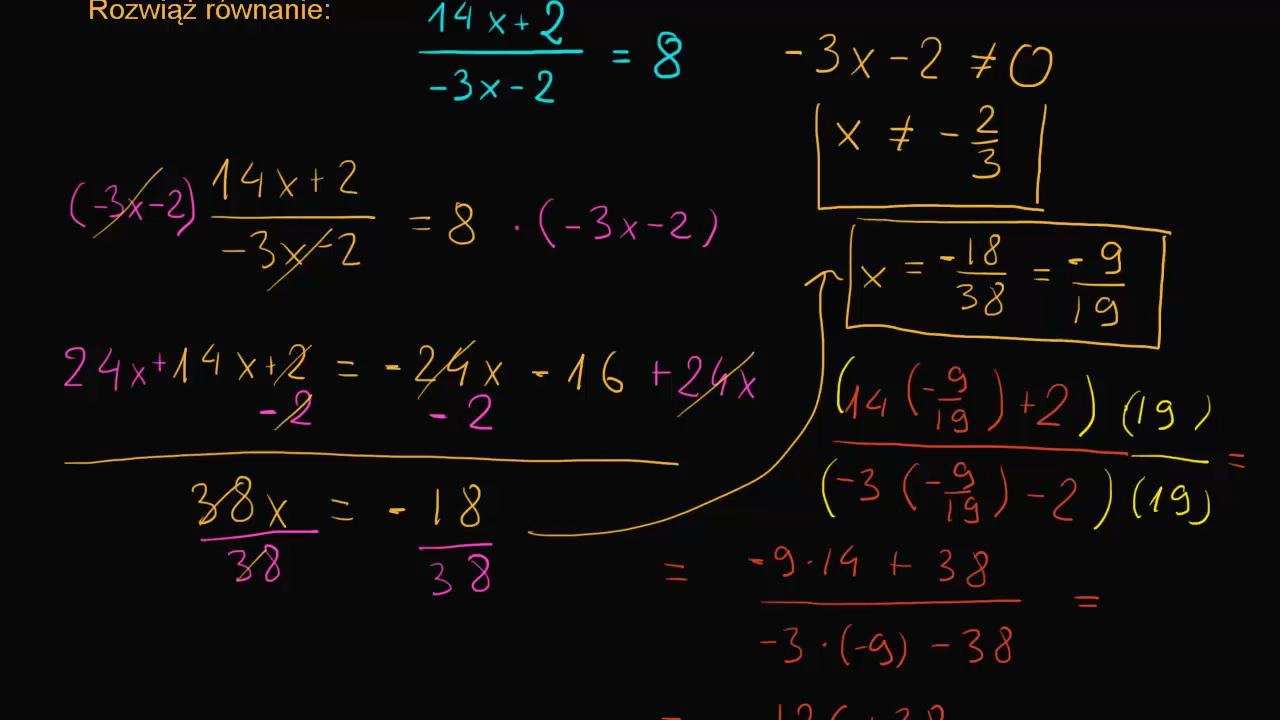 Rozwiąż równanie:
14x+2
-3x-2
= 8
-3x-2 ≠ 0
x ≠ - 2/3
(-3x-2) 14x+2
-3x-2
= 8 · (-3x-2)
x = -18/38 = -9/19
24x+14x+2 = -24x - 16 +24x
-2 -2
38x = -18
38 38
(14(-9/19)+2) (19)
(-3(-9/19)-2) (19)
=
= -9·14 + 38
-3·(-9) - 38
=
=